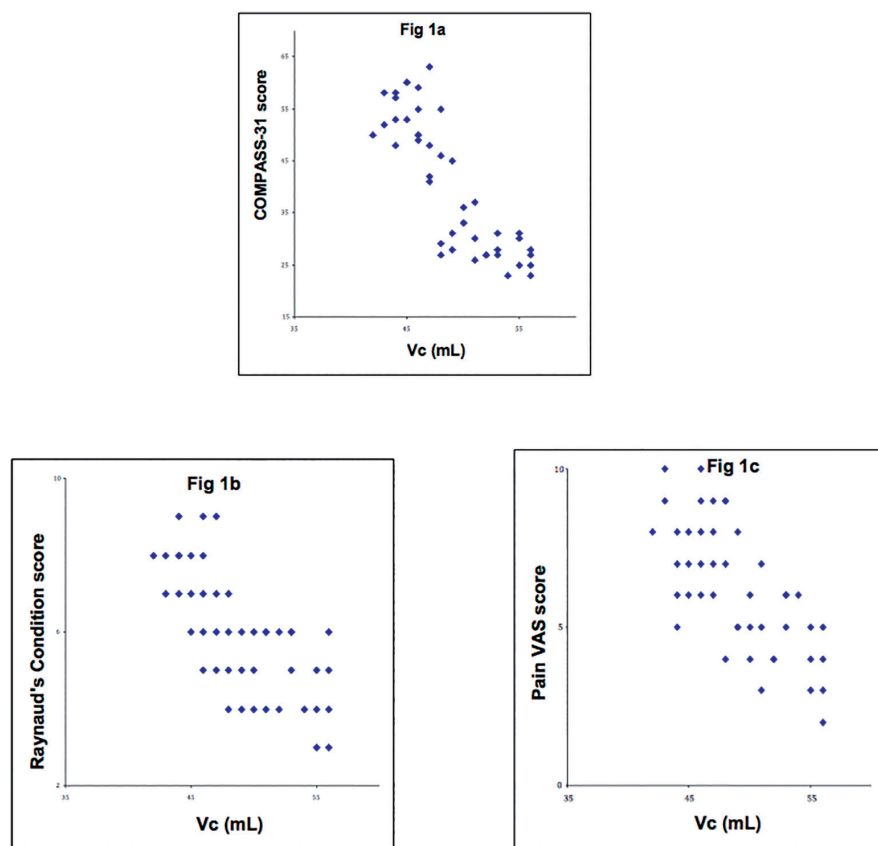 Fig 1a
COMPASS-31 score
65
55
45
35
25
15
35 45 55
Vc (mL)
Fig 1b
Raynaud's Condition score
10
6
2
35 45 55
Vc (mL)
Fig 1c
Pain VAS score
10
5
0
35 45 55
Vc (mL)